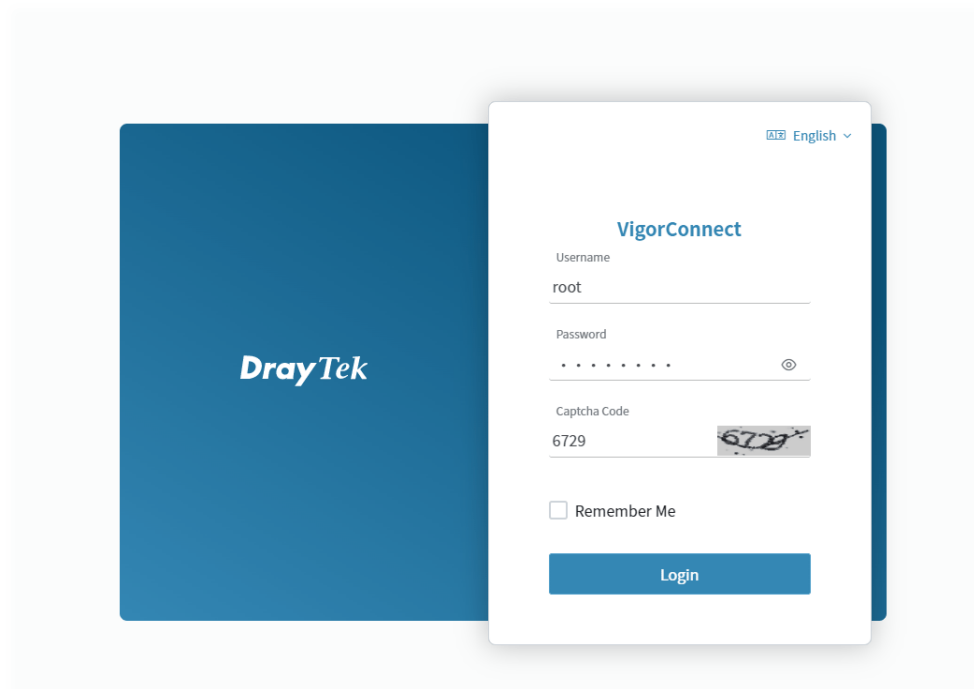 English
VigorConnect
Username
root
Password
Captcha Code
6729
6729
Remember Me
Login
DrayTek